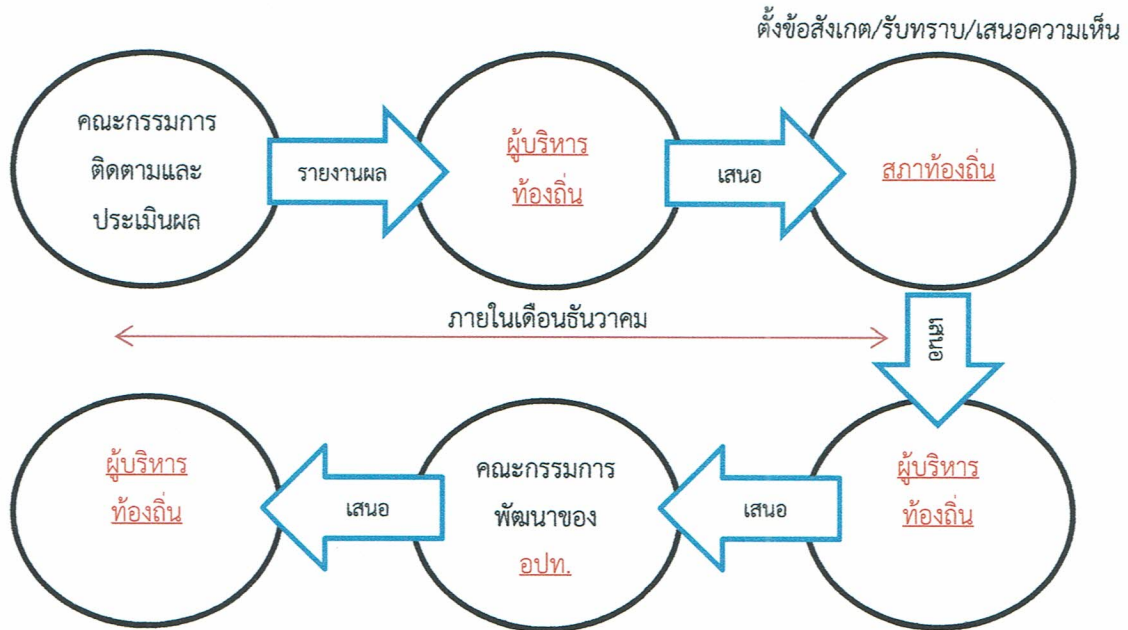 ตั้งข้อสังเกต/รับทราบ/เสนอความเห็น
คณะกรรมการ
ติดตามและ
ประเมินผล
รายงานผล
ผู้บริหาร
ท้องถิ่น
เสนอ
สภาท้องถิ่น
ภายในเดือนธันวาคม
เสนอ
ผู้บริหาร
ท้องถิ่น
เสนอ
คณะกรรมการ
พัฒนาของ
อปท.
เสนอ
ผู้บริหาร
ท้องถิ่น